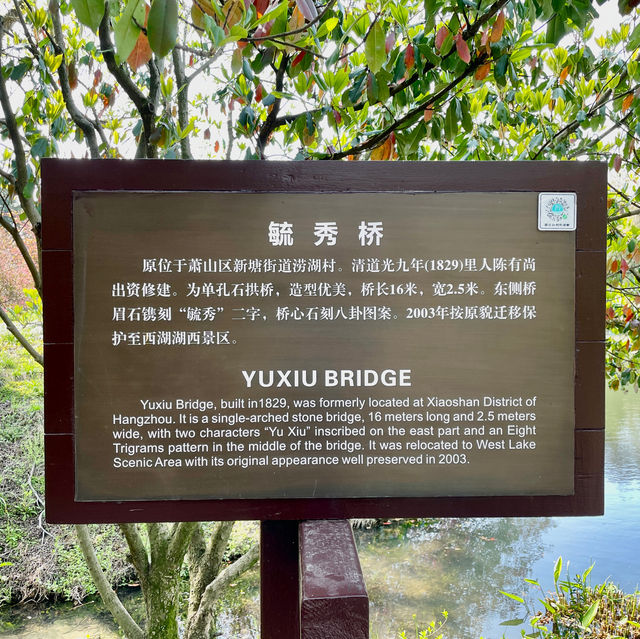 毓秀桥
原位于萧山区新塘街道涝湖村。清道光九年(1829)里人陈有尚
出资修建。为单孔石拱桥，造型优美，桥长16米，宽2.5米。东侧桥
眉石镌刻“毓秀”二字，桥心石刻八卦图案。2003年按原貌迁移保
护至西湖湖西景区。
YUXIU BRIDGE
Yuxiu Bridge, built in1829, was formerly located at Xiaoshan District of
Hangzhou. It is a single-arched stone bridge, 16 meters long and 2.5 meters
wide, with two characters “Yu Xiu” inscribed on the east part and an Eight
Trigrams pattern in the middle of the bridge. It was relocated to West Lake
Scenic Area with its original appearance well preserved in 2003.